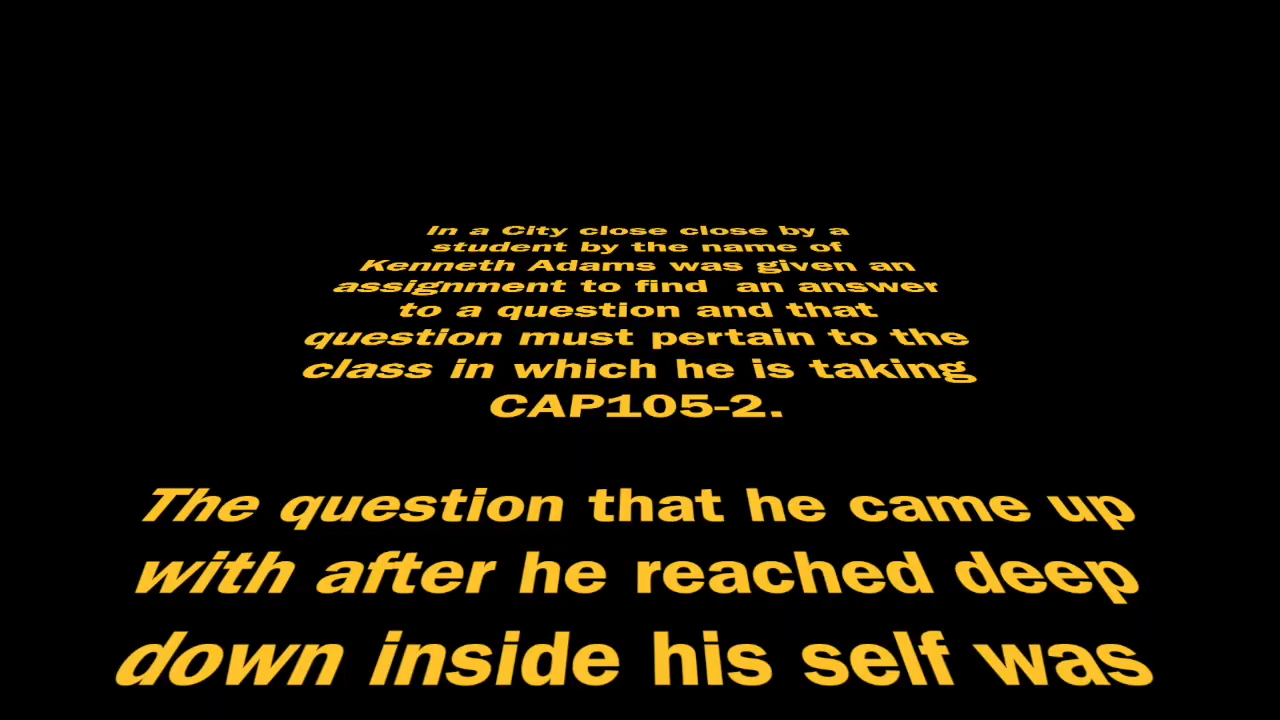 In a City close close by a
student by the name of
Kenneth Adams was given an
assignment to find  an answer
to a question and that
question must pertain to the
class in which he is taking
CAP105-2.
The question that he came up
with after he reached deep
down inside his self was